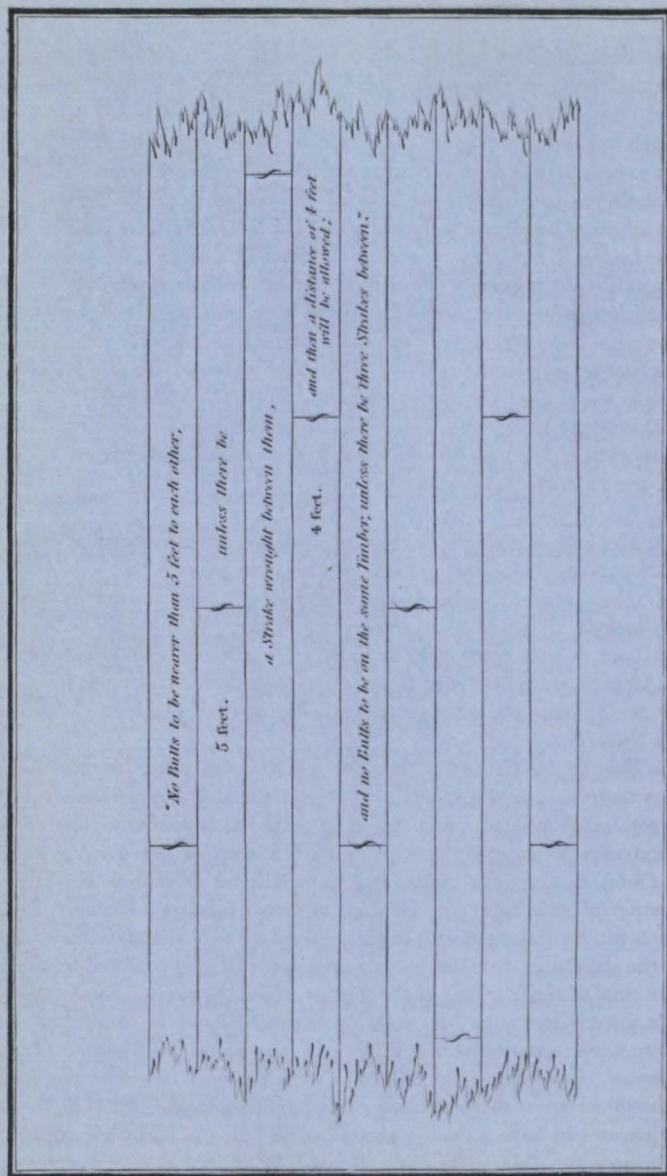 "No Butts to be nearer than 5 feet to each other,
5 feet.
unless there be
a Strake wrought between them,
4 feet.
and then a distance of 4 feet
will be allowed;
and no Butts to be on the same Timber, unless there be three Strakes between."